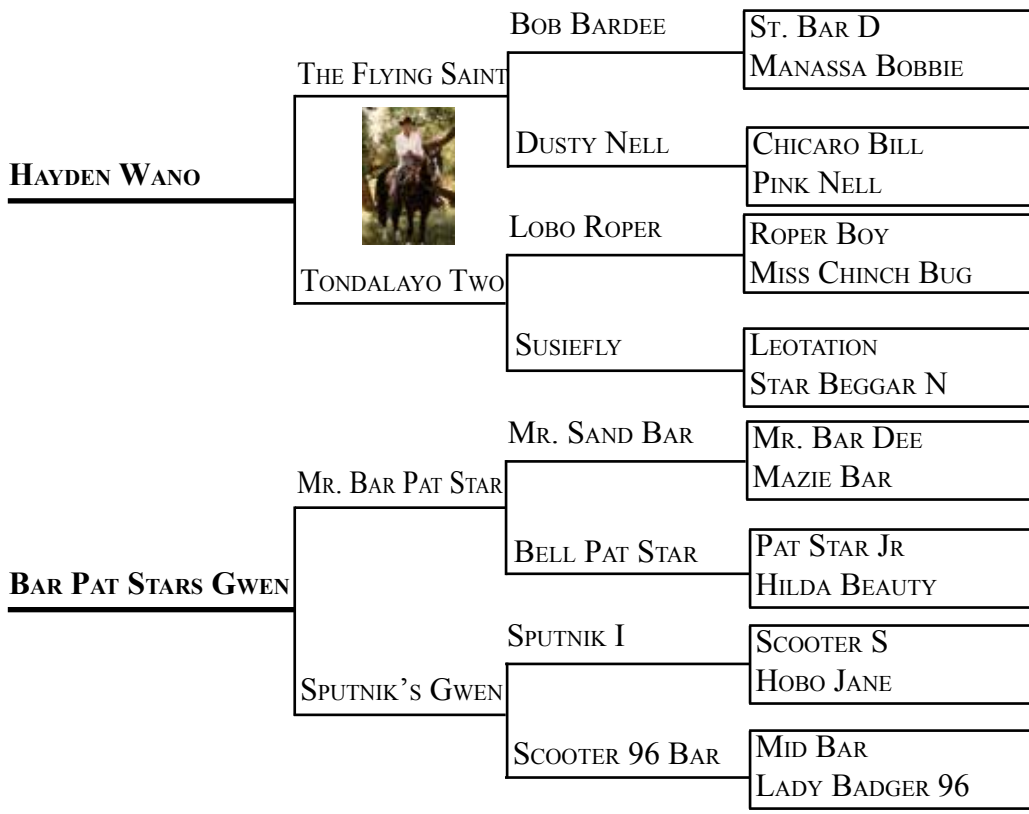 Bob Bardee
St. Bar D
Manassa Bobbie
The Flying Saint
Dusty Nell
Chicaro Bill
Pink Nell
Hayden Wano
Lobo Roper
Roper Boy
Miss Chinch Bug
Tondalayo Two
Susiefly
Leotation
Star Beggar N
Mr. Sand Bar
Mr. Bar Dee
Mazie Bar
Mr. Bar Pat Star
Bell Pat Star
Pat Star Jr
Hilda Beauty
Bar Pat Stars Gwen
Sputnik I
Scooter S
Hobo Jane
Sputnik’s Gwen
Scooter 96 Bar
Mid Bar
Lady Badger 96